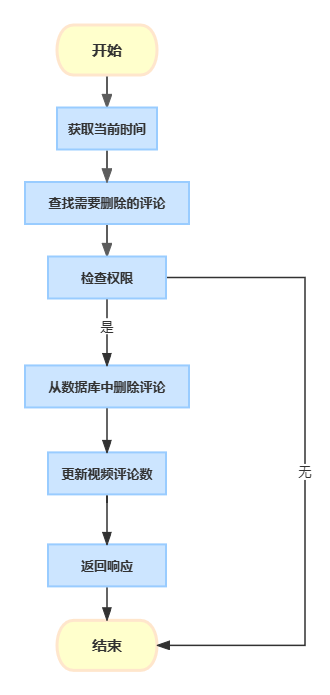 开始
获取当前时间
查找需要删除的评论
检查权限
是
从数据库中删除评论
无
更新视频评论数
返回响应
结束